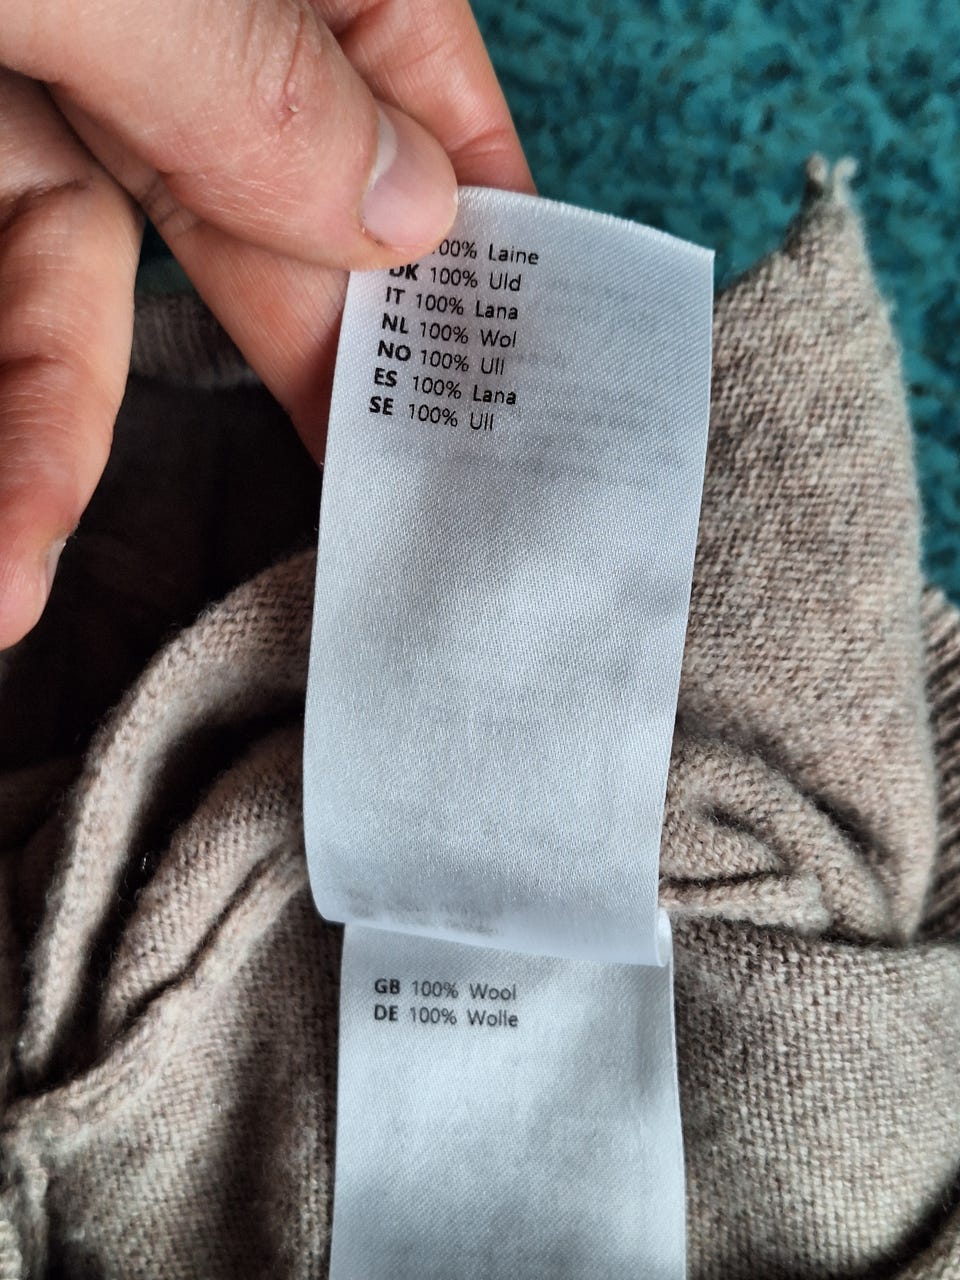 00% Laine
DK 100% Uld
IT 100% Lana
NL 100% Wol
NO 100% Ull
ES 100% Lana
SE 100% Ull
GB 100% Wool
DE 100% Wolle